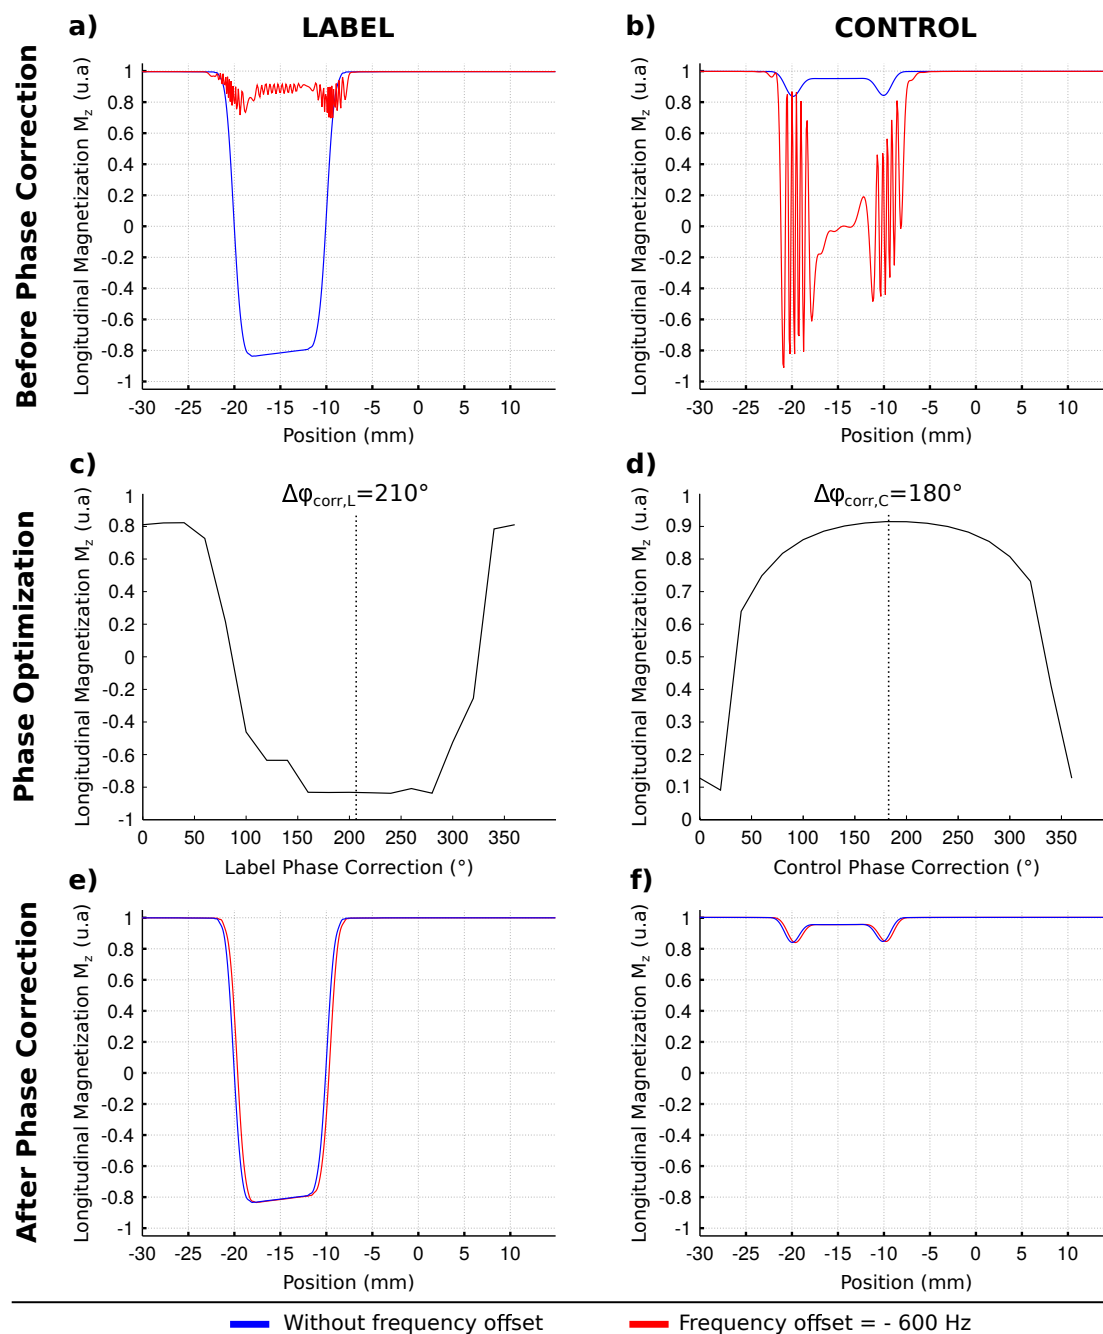 LABEL
CONTROL
Before Phase Correction
a)
Longitudinal Magnetization Mz (u.a)
1
0.8
0.6
0.4
0.2
0
-0.2
-0.4
-0.6
-0.8
-1
-30 -25 -20 -15 -10 -5 0 5 10
Position (mm)
b)
Longitudinal Magnetization Mz (u.a)
1
0.8
0.6
0.4
0.2
0
-0.2
-0.4
-0.6
-0.8
-1
-30 -25 -20 -15 -10 -5 0 5 10
Position (mm)
Phase Optimization
c)
Δφcorr,L=210°
Longitudinal Magnetization Mz (u.a)
1
0.8
0.4
0.2
0
-0.2
-0.4
-0.6
-0.8
-1
0 50 100 150 200 250 300 350
Label Phase Correction (°)
d)
Δφcorr,C=180°
Longitudinal Magnetization Mz (u.a)
1
0.9
0.8
0.7
0.6
0.5
0.4
0.3
0.2
0.1
0
0 50 100 150 200 250 300 350
Control Phase Correction (°)
After Phase Correction
e)
Longitudinal Magnetization Mz (u.a)
1
0.8
0.6
0.4
0.2
0
-0.2
-0.4
-0.6
-0.8
-1
-30 -25 -20 -15 -10 -5 0 5 10
Position (mm)
f)
Longitudinal Magnetization Mz (u.a)
1
0.8
0.6
0.4
0.2
0
-0.2
-0.4
-0.6
-0.8
-1
-30 -25 -20 -15 -10 -5 0 5 10
Position (mm)
Without frequency offset
Frequency offset = - 600 Hz